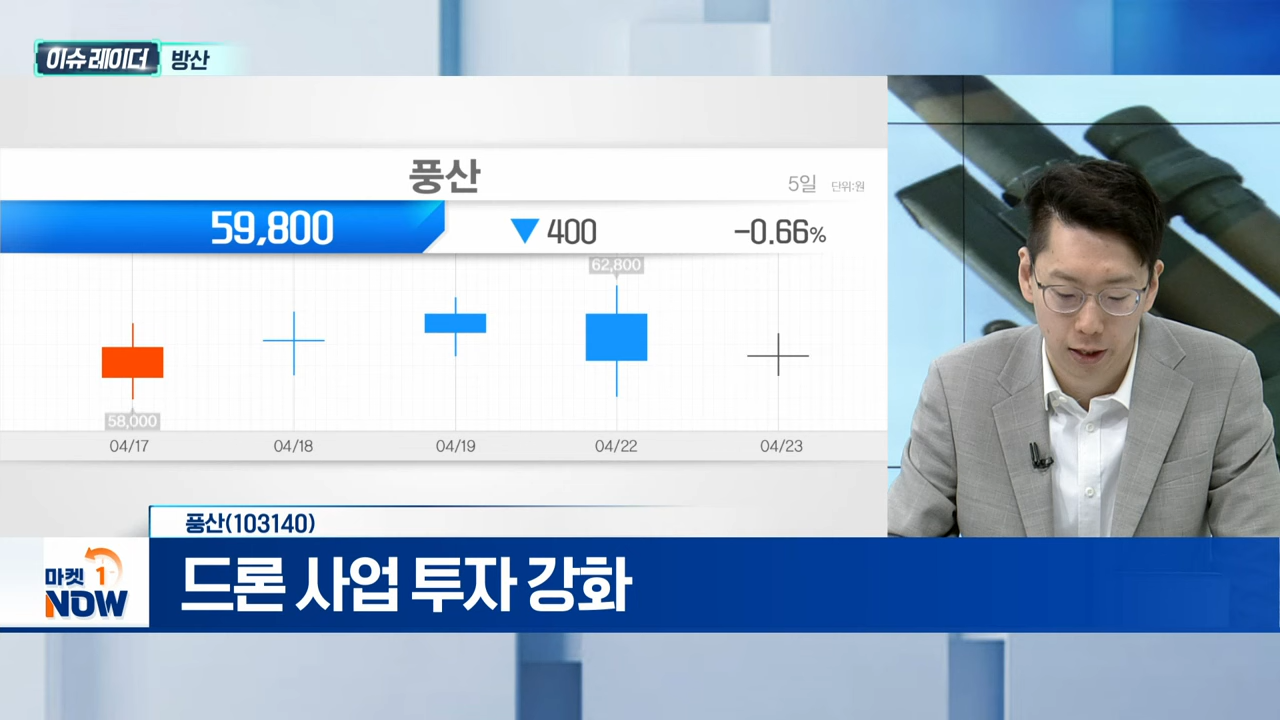 이슈레이더 방산
풍산
5일 단위:원
59,800 ▼ 400 -0.66%
62,800
58,000
04/17 04/18 04/19 04/22 04/23
풍산(103140)
마켓 1
NOW
드론 사업 투자 강화